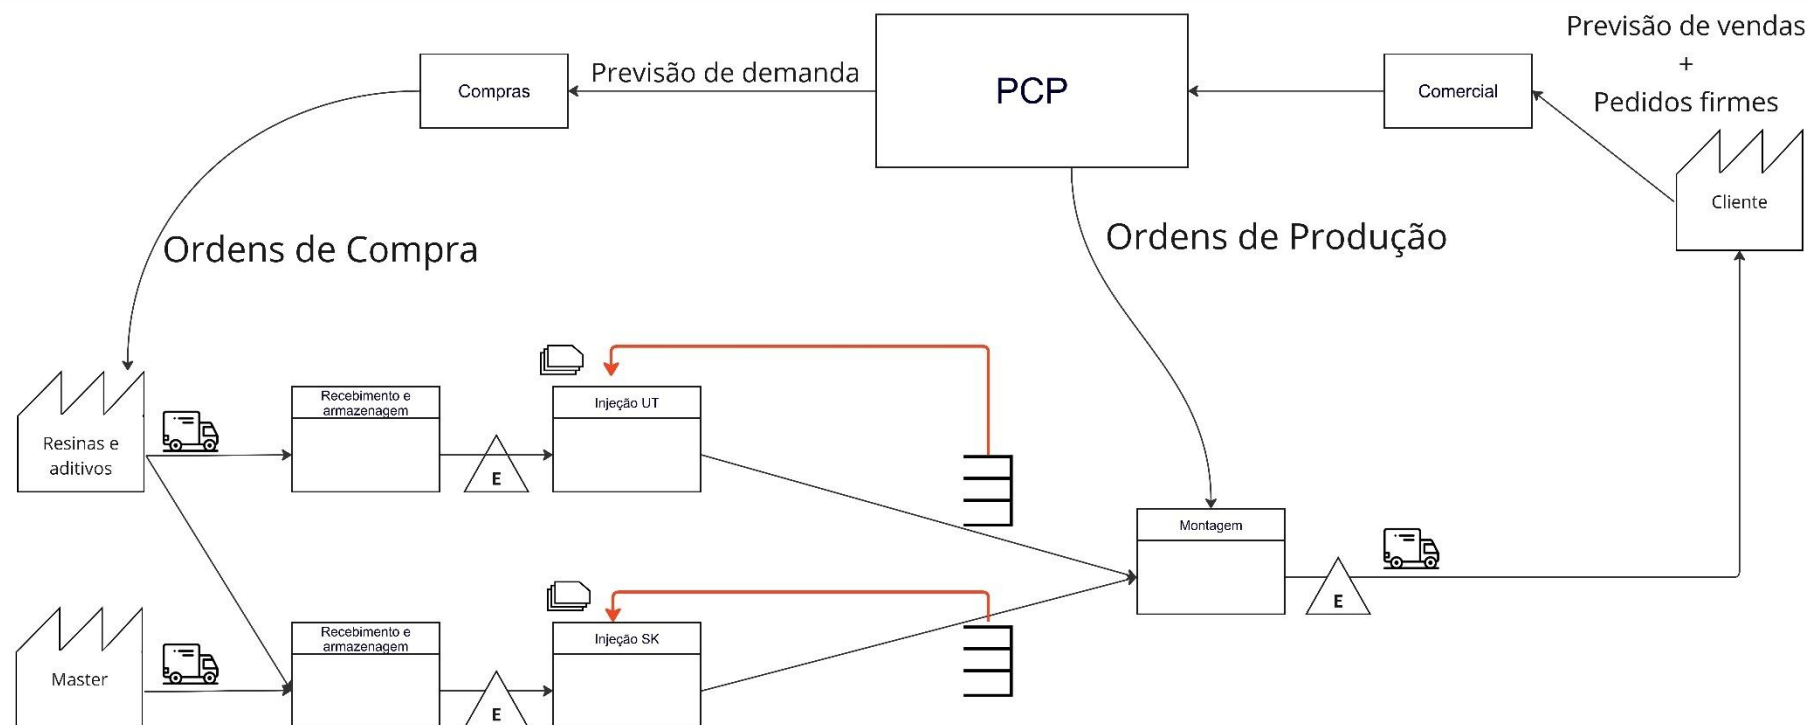 Previsão de vendas
+
Pedidos firmes
Compras
Previsão de demanda
PCP
Comercial
Cliente
Ordens de Compra
Ordens de Produção
Resinas e
aditivos
Recebimento e
armazenagem
E
Injeção UT
Montagem
E
Master
Recebimento e
armazenagem
E
Injeção SK